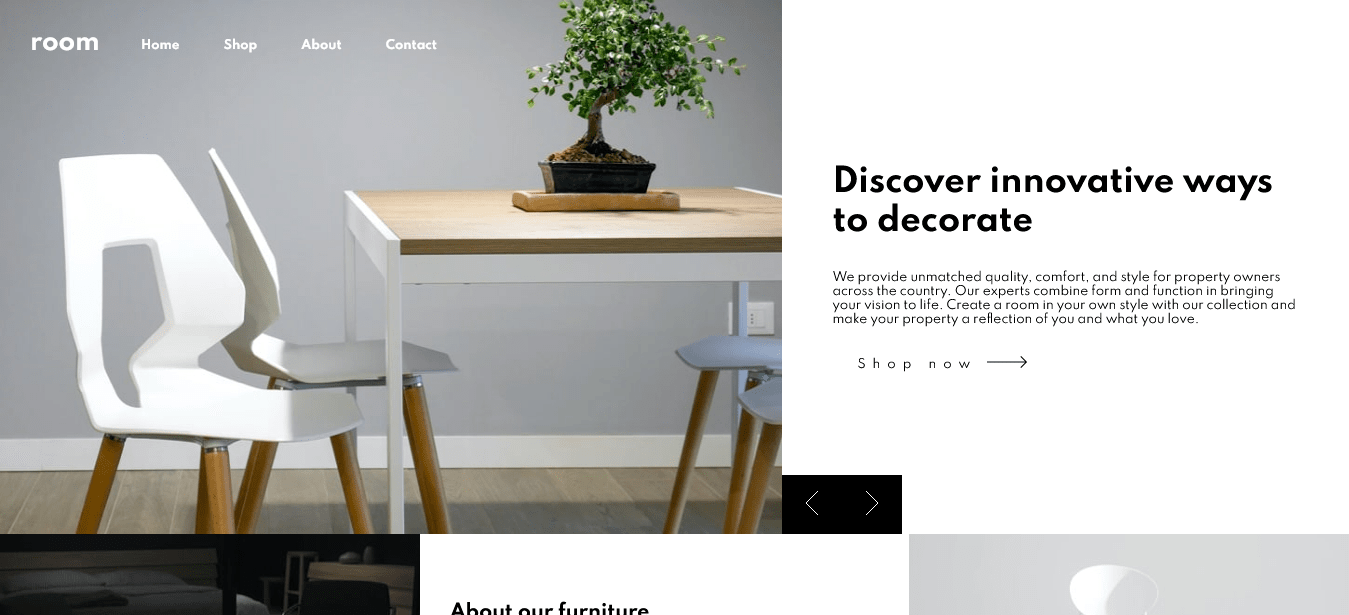 room Home Shop About Contact
Discover innovative ways
to decorate
We provide unmatched quality, comfort, and style for property owners
across the country. Our experts combine form and function in bringing
your vision to life. Create a room in your own style with our collection and
make your property a reflection of you and what you love.
Shop now
About our furniture